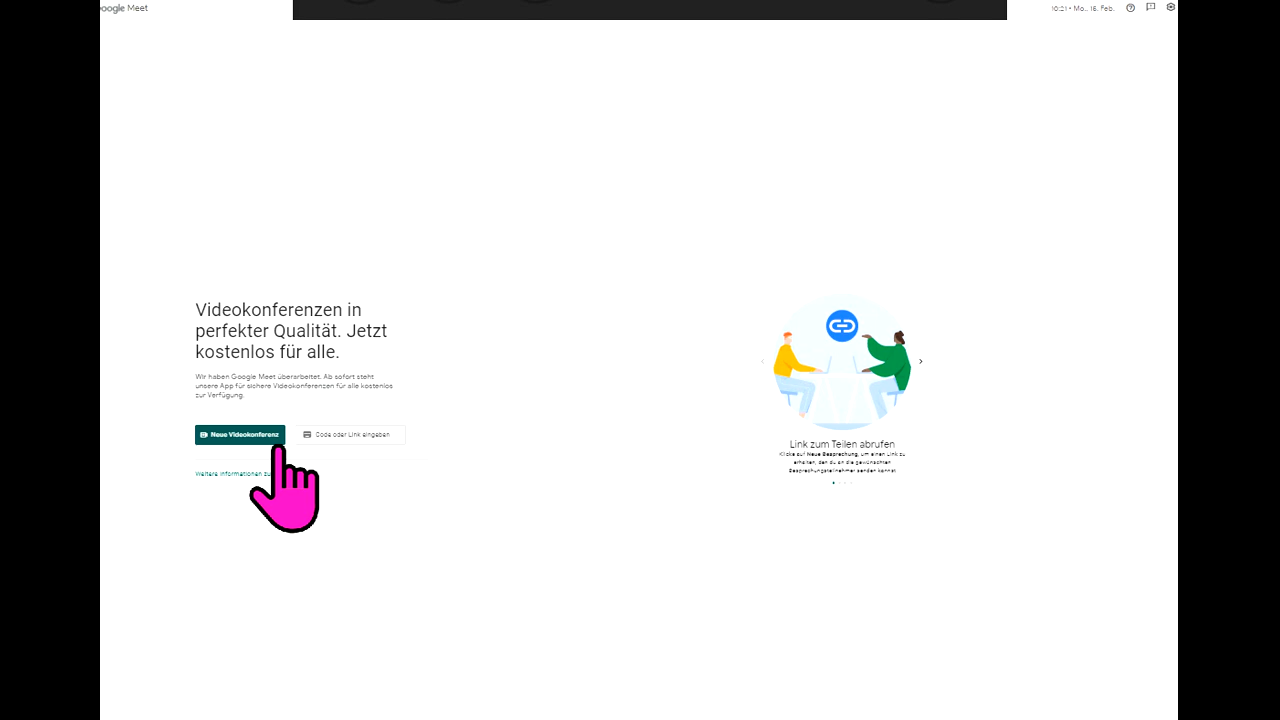 Google Meet
10:21 • Mo., 15. Feb.
Videokonferenzen in
perfekter Qualität. Jetzt
kostenlos für alle.
Wir haben Google Meet überarbeitet. Ab sofort steht
unsere App für sichere Videokonferenzen für alle kostenlos
zur Verfügung.
Neue Videokonferenz
Code oder Link eingeben
Weitere Informationen zu
Link zum Teilen abrufen
Klicke auf Neue Besprechung, um einen Link zu
erhalten, den du an die gewünschten
Besprechungsteilnehmer senden kannst